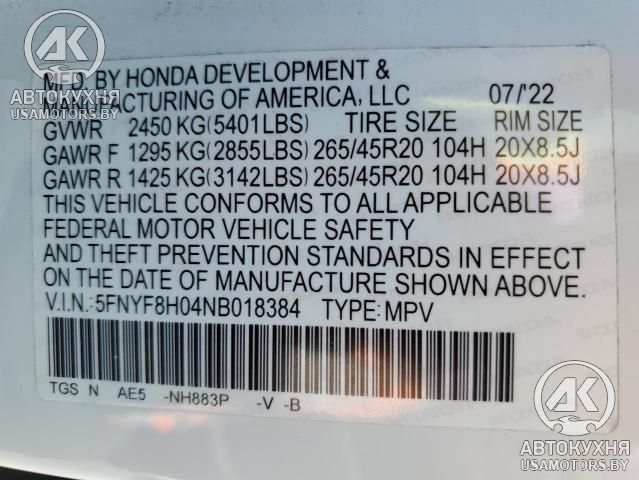 AK
АВТОКУХНЯ
USAMOTORS.BY
MFD. BY HONDA DEVELOPMENT &
MANUFACTURING OF AMERICA, LLC 07/'22
GVWR 2450 KG(5401LBS) TIRE SIZE RIM SIZE
GAWR F 1295 KG(2855LBS) 265/45R20 104H 20X8.5J
GAWR R 1425 KG(3142LBS) 265/45R20 104H 20X8.5J
THIS VEHICLE CONFORMS TO ALL APPLICABLE
FEDERAL MOTOR VEHICLE SAFETY
AND THEFT PREVENTION STANDARDS IN EFFECT
ON THE DATE OF MANUFACTURE SHOWN ABOVE.
V.I.N.:5FNYF8H04NB018384 TYPE: MPV
TGS N AE5 -NH883P -V -B
AK
АВТОКУХНЯ
USAMOTORS.BY